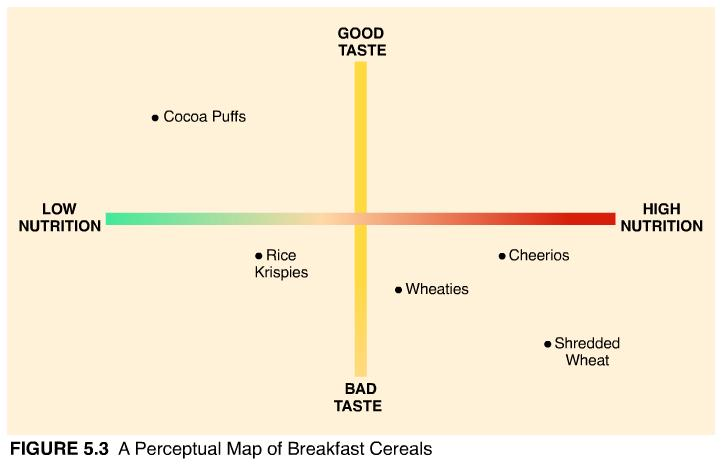 GOOD
TASTE
Cocoa Puffs
LOW
NUTRITION
HIGH
NUTRITION
Rice
Krispies
Cheerios
Wheaties
Shredded
Wheat
BAD
TASTE
FIGURE 5.3 A Perceptual Map of Breakfast Cereals